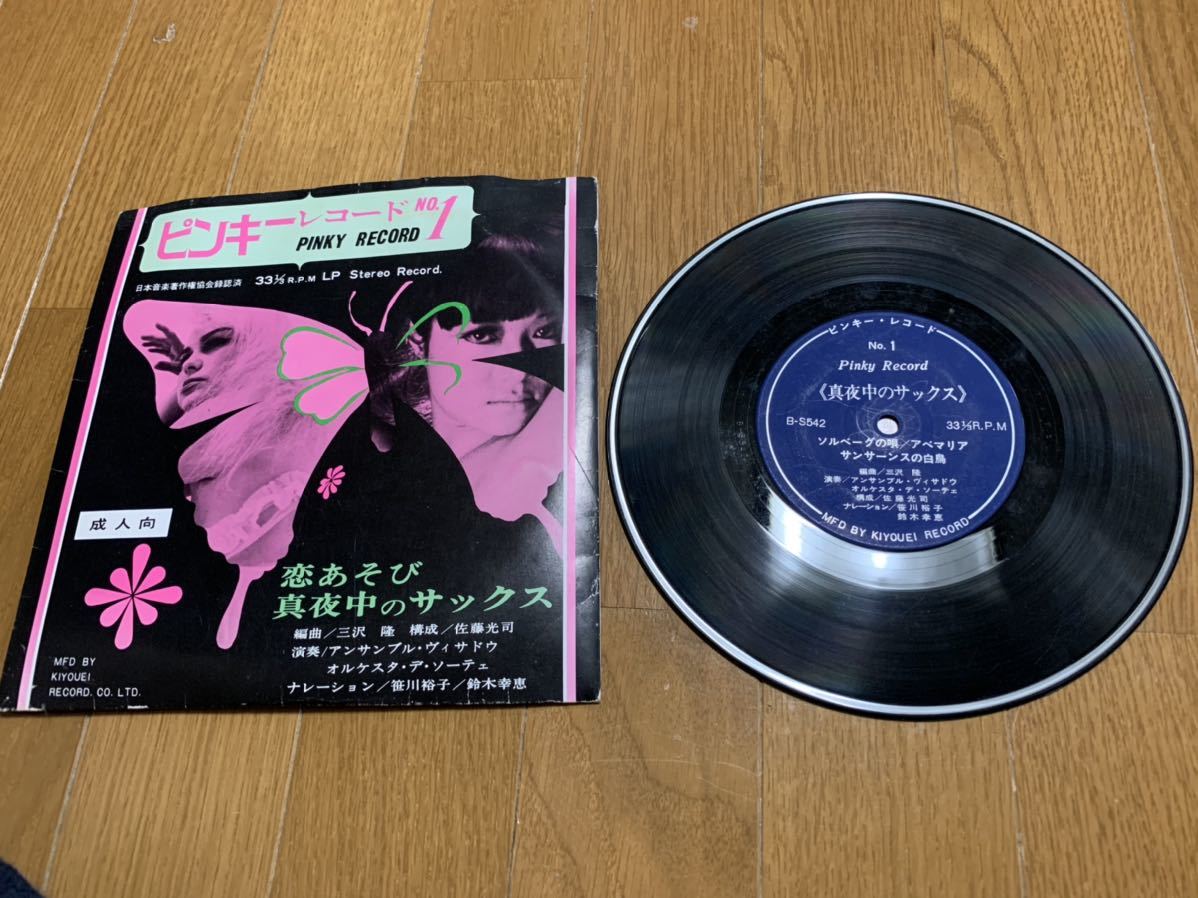 ピンキーレコード NO.1
PINKY RECORD
日本音楽著作権協会録認済 33⅓R.P.M LP Stereo Record.
成人向
恋あそび
真夜中のサックス
編曲/三沢 隆 構成/佐藤光司
演奏/アンサンブル・ヴィサドウ
オルケスタ・デ・ソーテェ
ナレーション/笹川裕子/鈴木幸恵
MFD BY
KIYOUEI
RECORD. CO. LTD.
ピンキー・レコード
No. 1
Pinky Record
《真夜中のサックス》
B-S542 33⅓R.P.M
ソルベーグの唄/アベマリア
サンサーンスの白鳥
編曲/三沢 隆
演奏/アンサンブル・ヴィサドウ
オルケスタ・デ・ソーテェ
構成/佐藤光司
ナレーション/笹川裕子
鈴木幸恵
MFD BY KIYOUEI RECORD